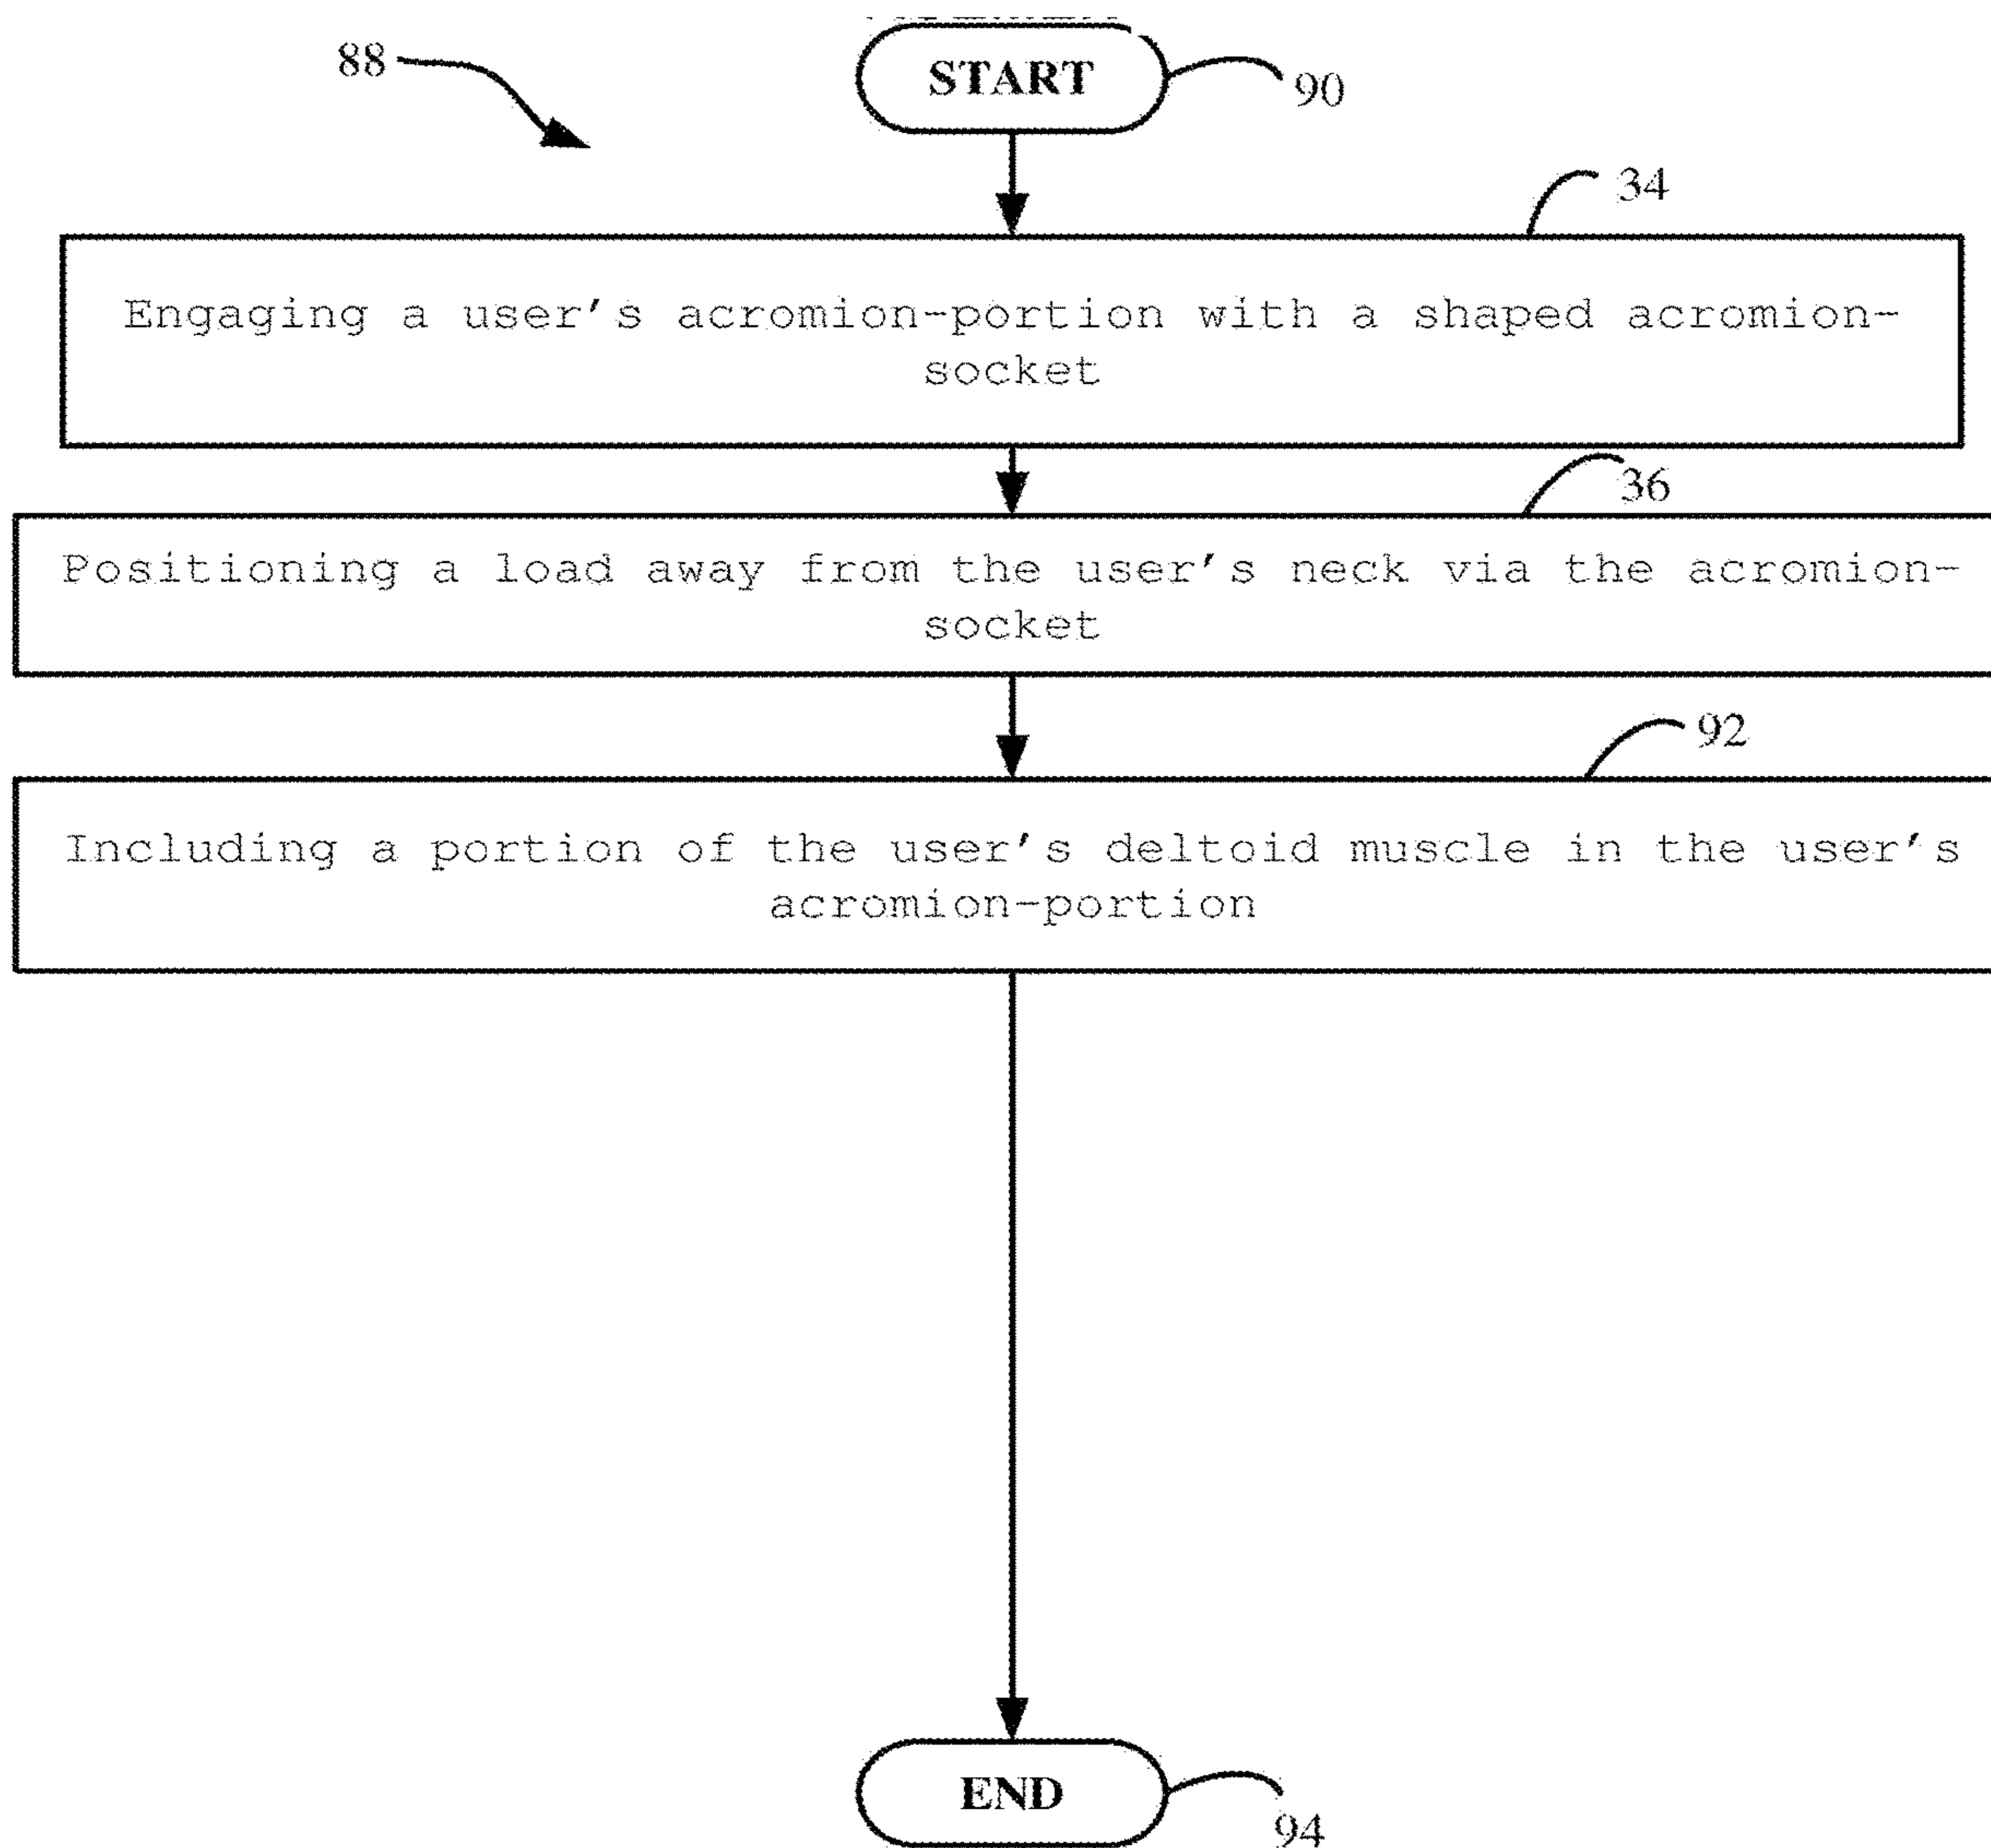 88
START
90
34
Engaging a user's acromion-portion with a shaped acromion-
socket
36
Positioning a load away from the user's neck via the acromion-
socket
92
Including a portion of the user's deltoid muscle in the user's
acromion-portion
END
94